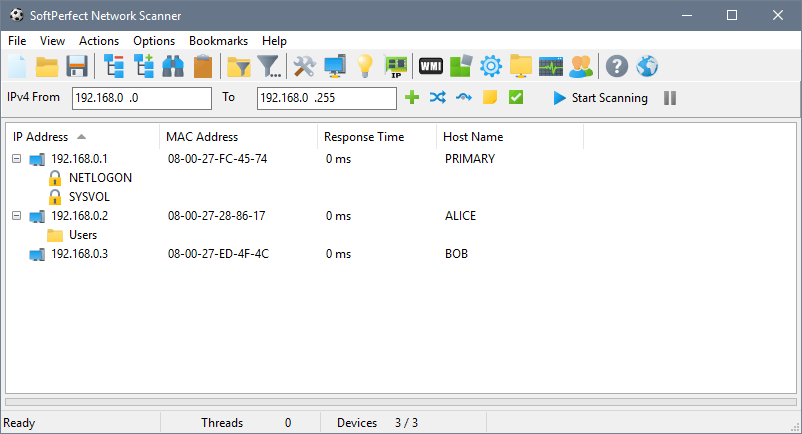 SoftPerfect Network Scanner
File View Actions Options Bookmarks Help
IP WMI
IPv4 From 192.168.0 .0 To 192.168.0 .255 Start Scanning
IP Address MAC Address Response Time Host Name
192.168.0.1 08-00-27-FC-45-74 0 ms PRIMARY
NETLOGON
SYSVOL
192.168.0.2 08-00-27-28-86-17 0 ms ALICE
Users
192.168.0.3 08-00-27-ED-4F-4C 0 ms BOB
Ready Threads 0 Devices 3 / 3